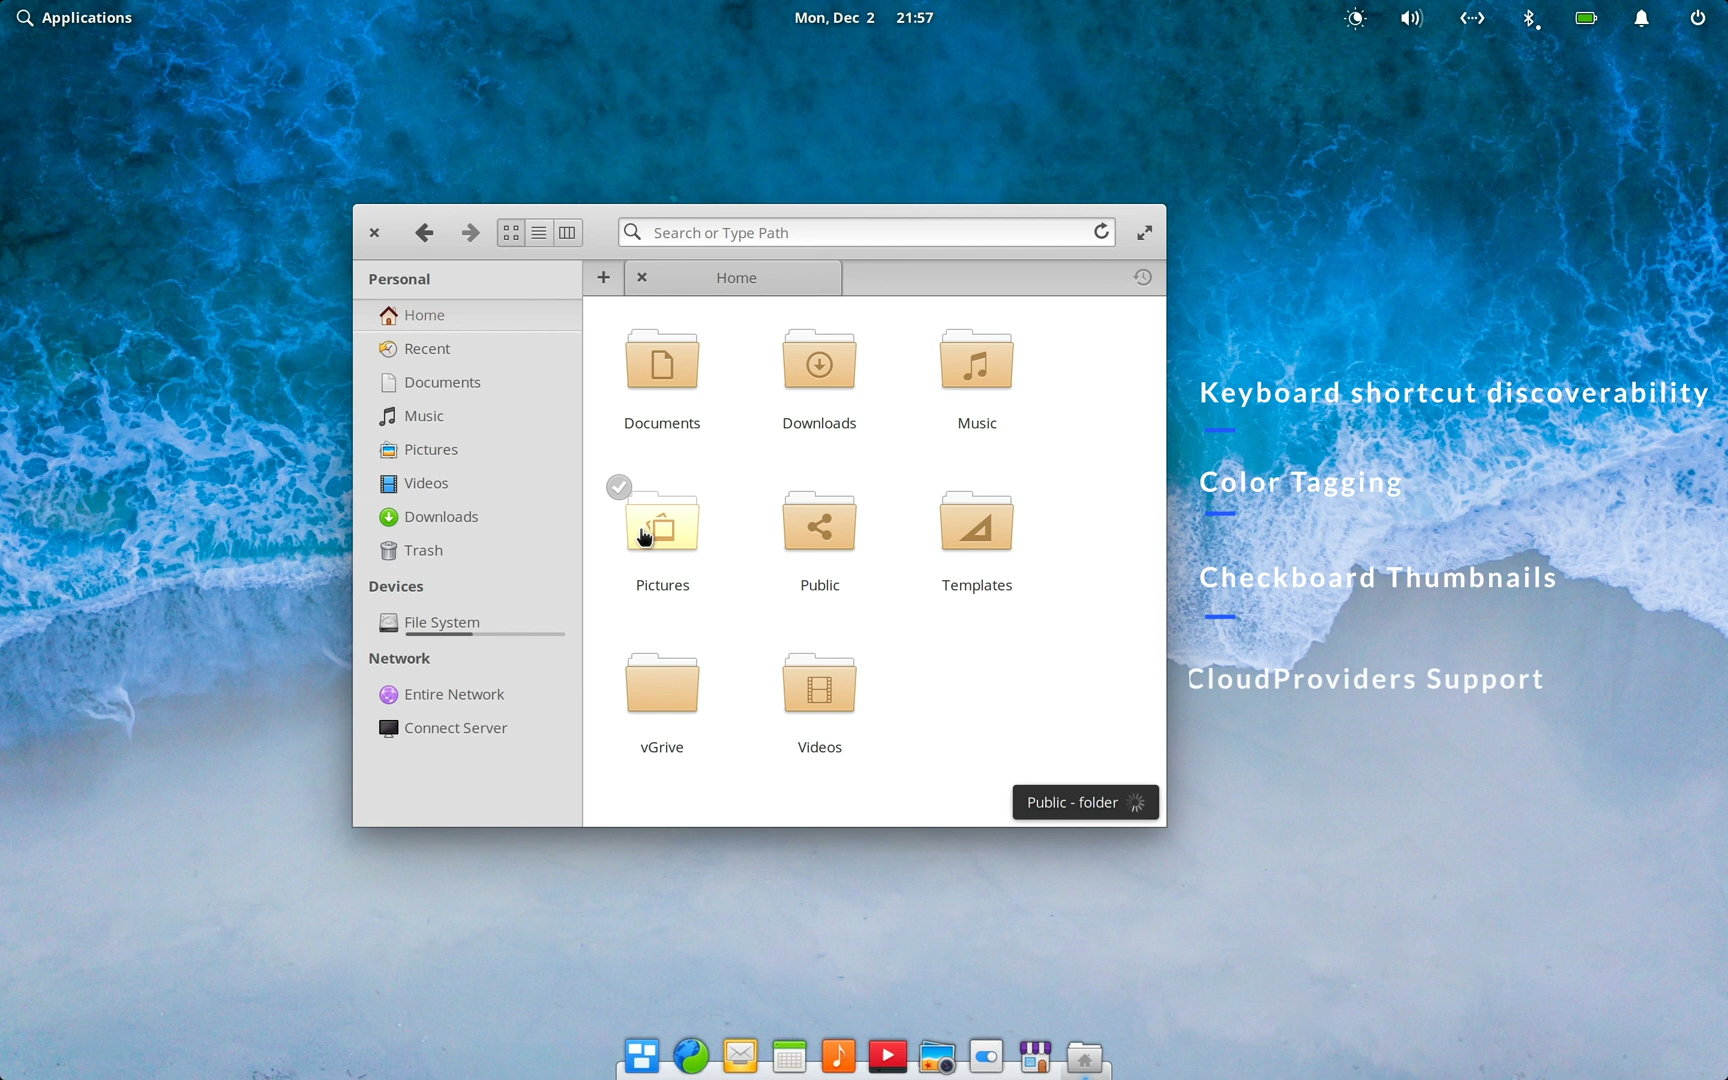 Applications
Mon, Dec 2 21:57
Search or Type Path
Personal
Home
Home
Recent
Documents
Music
Pictures
Videos
Downloads
Trash
Devices
File System
Network
Entire Network
Connect Server
Documents
Downloads
Music
Pictures
Public
Templates
vGrive
Videos
Public - folder
Keyboard shortcut discoverability
Color Tagging
Checkboard Thumbnails
CloudProviders Support